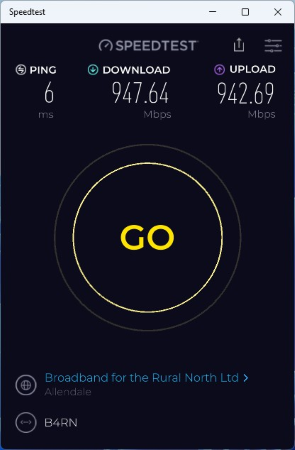 Speedtest
SPEEDTEST
PING DOWNLOAD UPLOAD
6 947.64 942.69
ms Mbps Mbps
GO
Broadband for the Rural North Ltd >
Allendale
B4RN